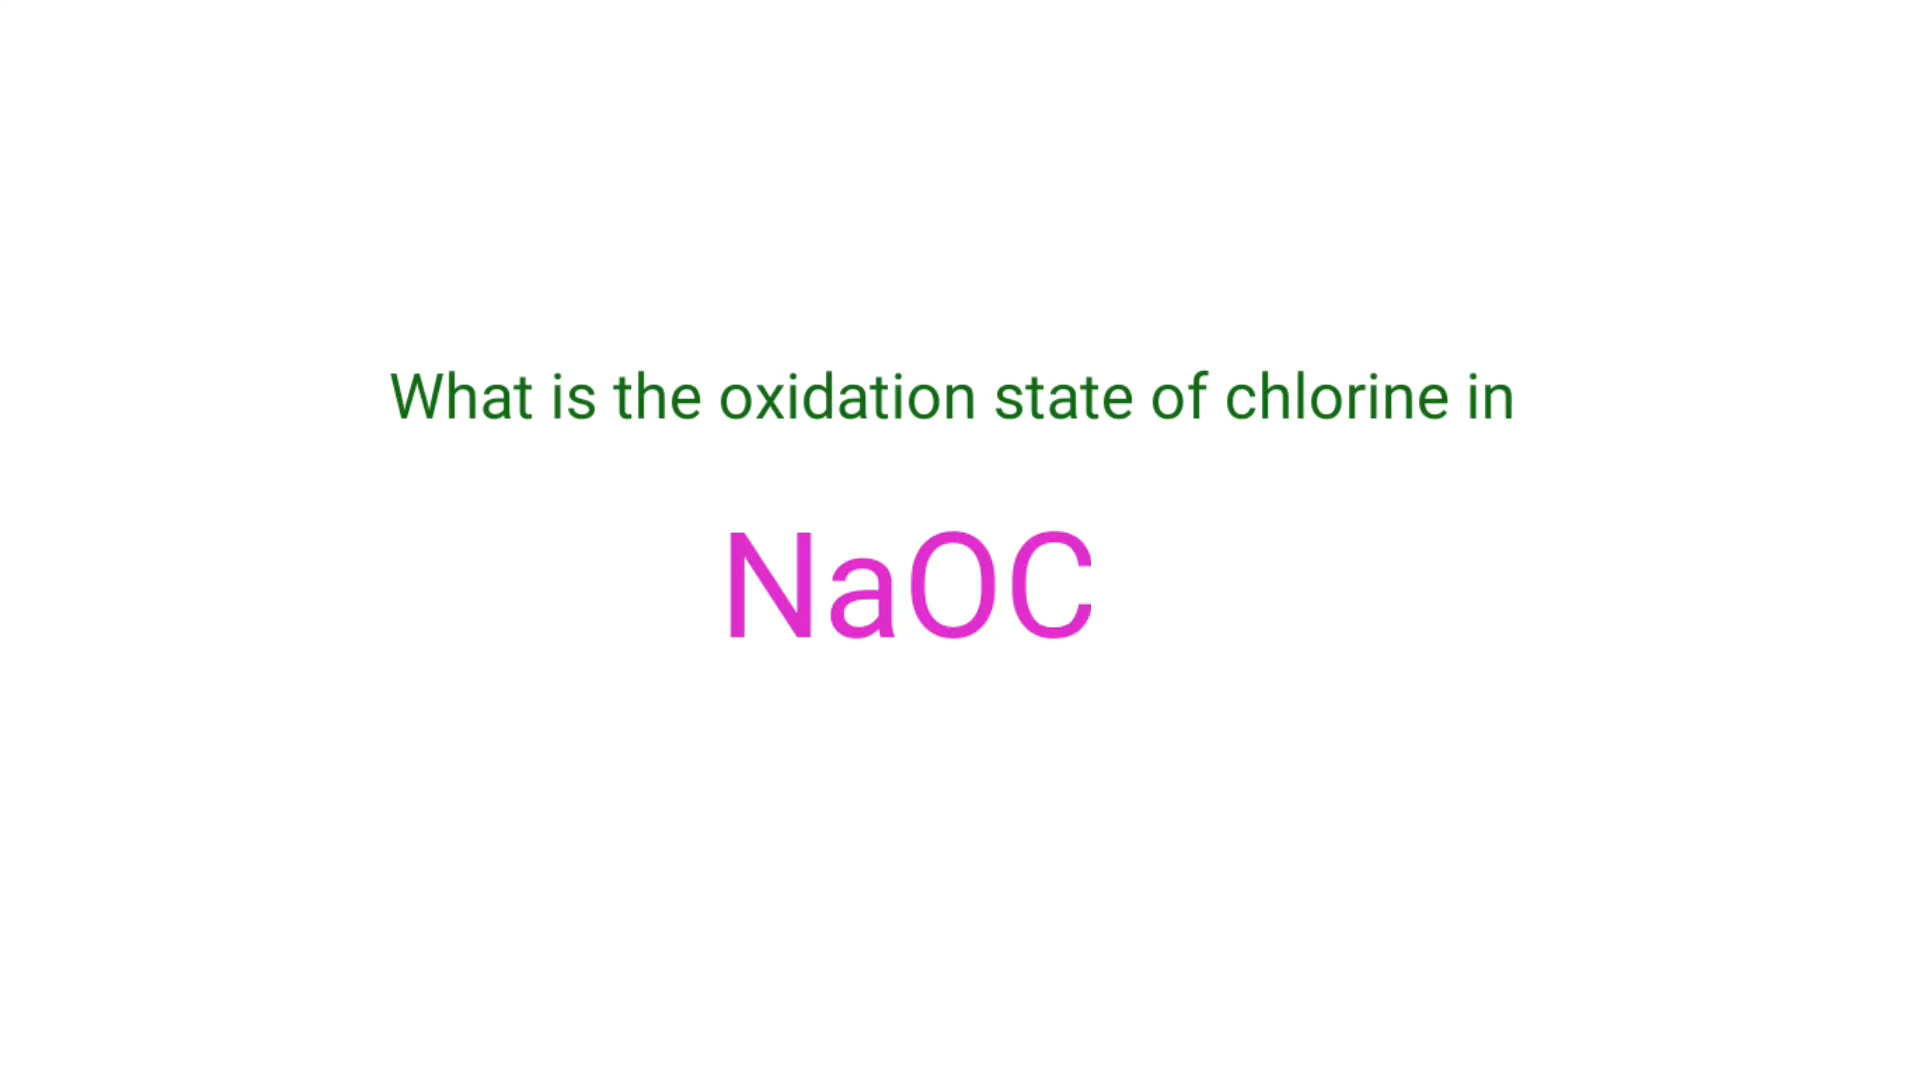 What is the oxidation state of chlorine in
NaOC